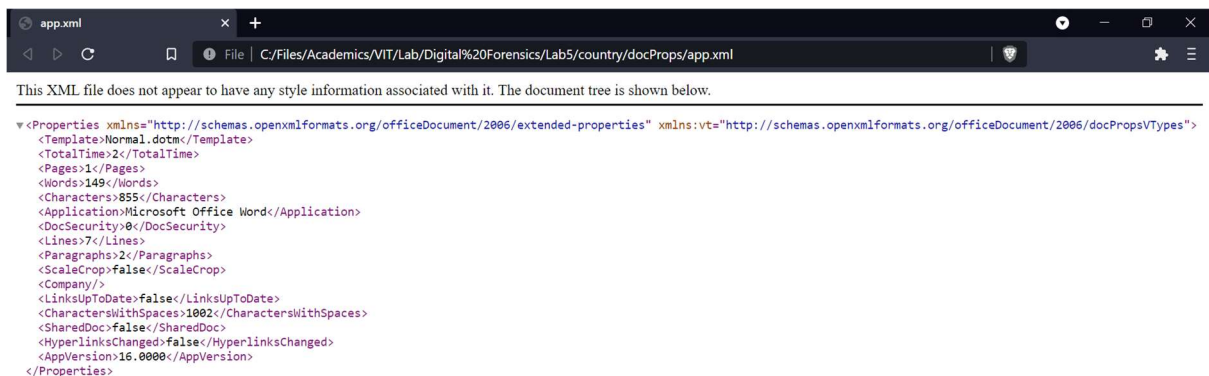 app.xml
File | C:/Files/Academics/VIT/Lab/Digital%20Forensics/Lab5/country/docProps/app.xml
This XML file does not appear to have any style information associated with it. The document tree is shown below.
▼<Properties xmlns="http://schemas.openxmlformats.org/officeDocument/2006/extended-properties" xmlns:vt="http://schemas.openxmlformats.org/officeDocument/2006/docPropsVTypes">
<Template>Normal.dotm</Template>
<TotalTime>2</TotalTime>
<Pages>1</Pages>
<Words>149</Words>
<Characters>855</Characters>
<Application>Microsoft Office Word</Application>
<DocSecurity>0</DocSecurity>
<Lines>7</Lines>
<Paragraphs>2</Paragraphs>
<ScaleCrop>false</ScaleCrop>
<Company/>
<LinksUpToDate>false</LinksUpToDate>
<CharactersWithSpaces>1002</CharactersWithSpaces>
<SharedDoc>false</SharedDoc>
<HyperlinksChanged>false</HyperlinksChanged>
<AppVersion>16.0000</AppVersion>
</Properties>